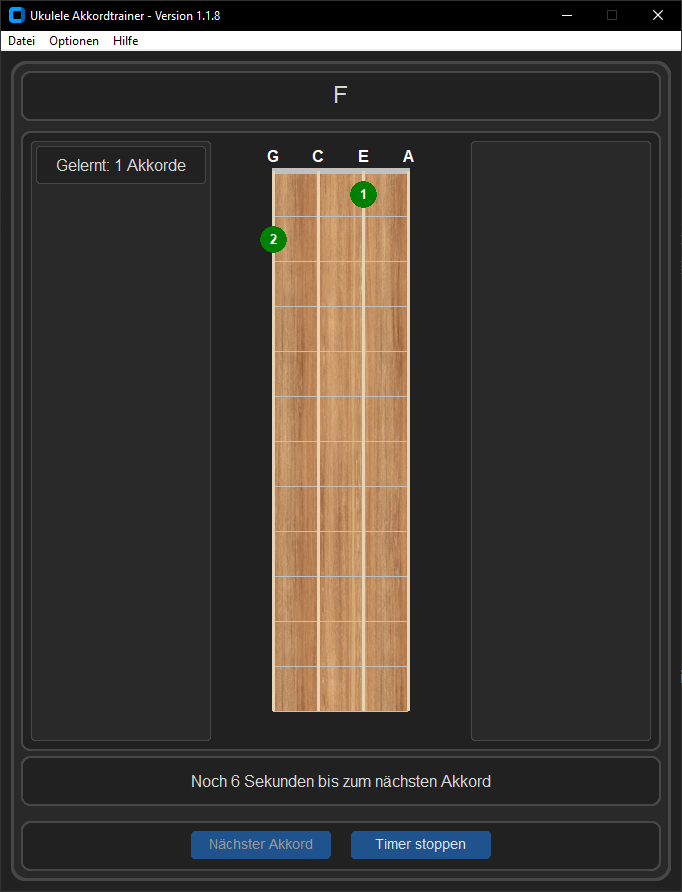 Ukulele Akkordtrainer - Version 1.1.8
Datei Optionen Hilfe
F
Gelernt: 1 Akkorde
G C E A
1
2
Noch 6 Sekunden bis zum nächsten Akkord
Nächster Akkord Timer stoppen